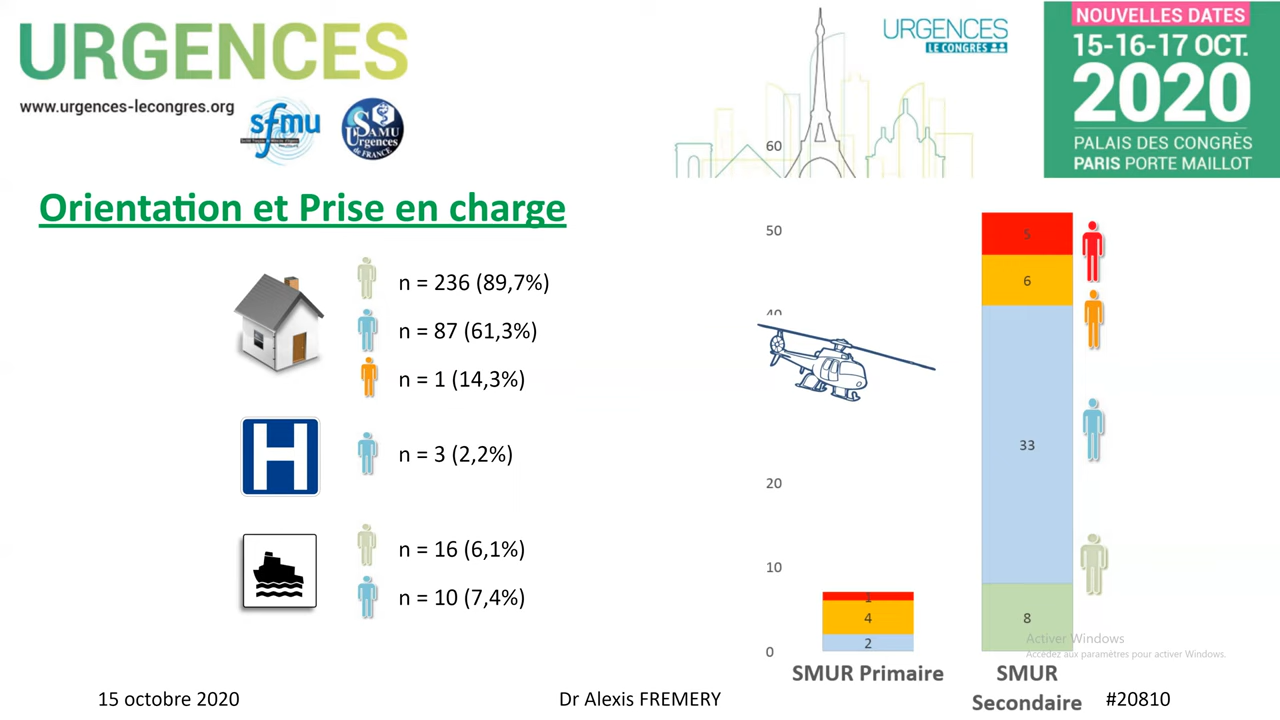 URGENCES
www.urgences-lecongres.org
sfmu
SAMU
Urgences
de FRANCE
URGENCES
LE CONGRÈS
NOUVELLES DATES
15-16-17 OCT.
2020
PALAIS DES CONGRÈS
PARIS PORTE MAILLOT
Orientation et Prise en charge
n = 236 (89,7%)
n = 87 (61,3%)
n = 1 (14,3%)
H
n = 3 (2,2%)
n = 16 (6,1%)
n = 10 (7,4%)
60
50
40
20
10
0
1
4
2
5
6
33
8
SMUR Primaire
SMUR
Secondaire
Activer Windows
Accédez aux paramètres pour activer Windows.
15 octobre 2020
Dr Alexis FREMERY
#20810